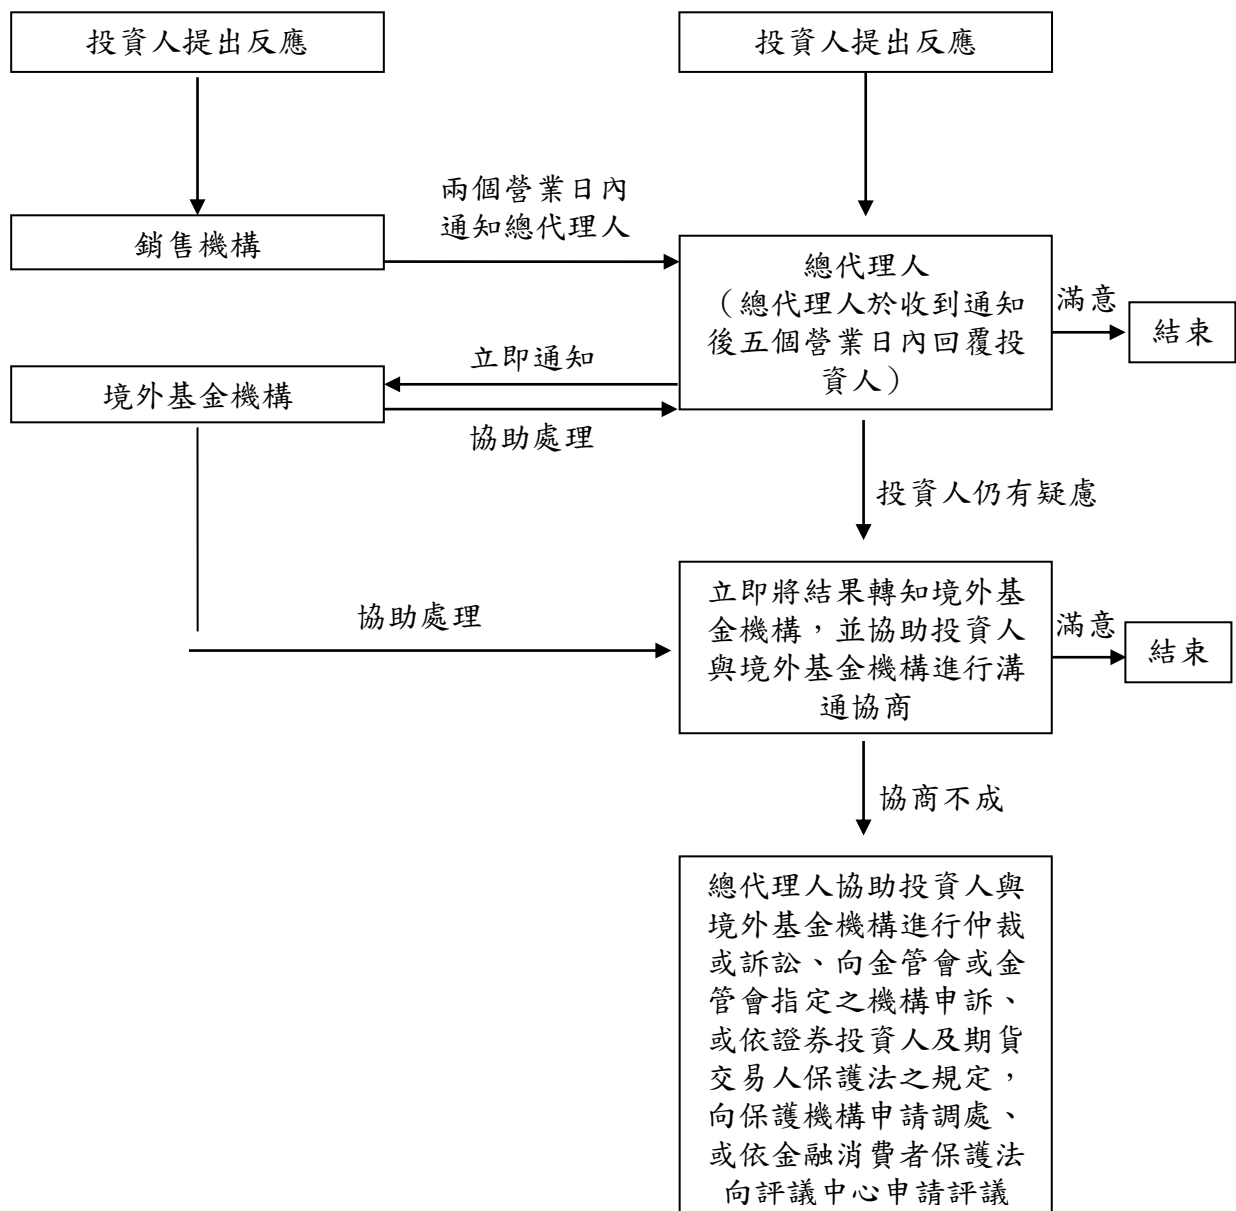 投資人提出反應
投資人提出反應
兩個營業日內
通知總代理人
銷售機構
總代理人
（總代理人於收到通知
後五個營業日內回覆投
資人）
滿意
結束
立即通知
境外基金機構
協助處理
投資人仍有疑慮
立即將結果轉知境外基
金機構，並協助投資人
與境外基金機構進行溝
通協商
協助處理
滿意
結束
協商不成
總代理人協助投資人與
境外基金機構進行仲裁
或訴訟、向金管會或金
管會指定之機構申訴、
或依證券投資人及期貨
交易人保護法之規定，
向保護機構申請調處、
或依金融消費者保護法
向評議中心申請評議